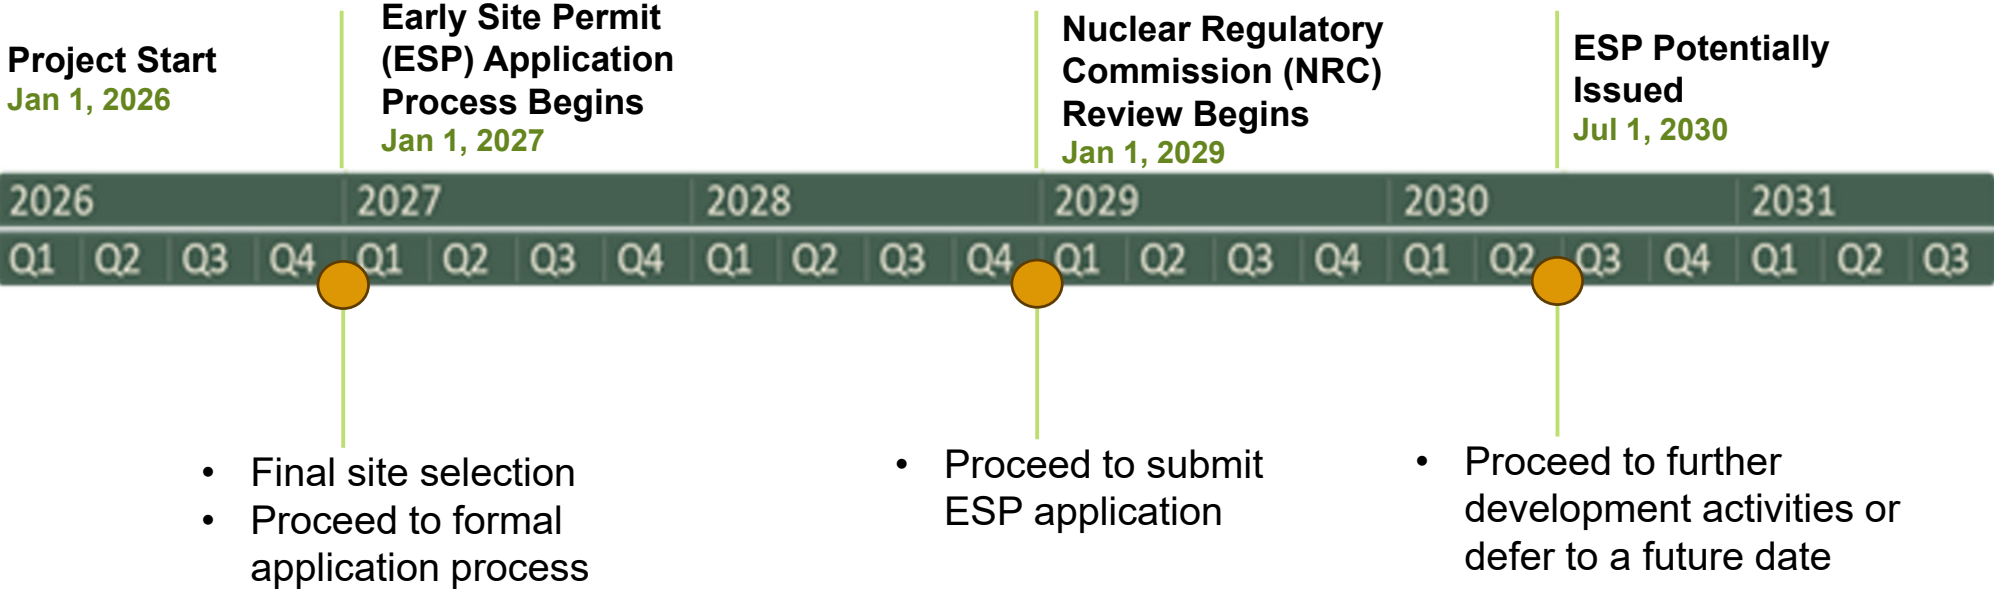 Project Start
Jan 1, 2026
Early Site Permit
(ESP) Application
Process Begins
Jan 1, 2027
Nuclear Regulatory
Commission (NRC)
Review Begins
Jan 1, 2029
ESP Potentially
Issued
Jul 1, 2030
2026 2027 2028 2029 2030 2031
Q1 Q2 Q3 Q4 Q1 Q2 Q3 Q4 Q1 Q2 Q3 Q4 Q1 Q2 Q3 Q4 Q1 Q2 Q3 Q4 Q1 Q2 Q3
• Final site selection
• Proceed to formal
application process
• Proceed to submit
ESP application
• Proceed to further
development activities or
defer to a future date